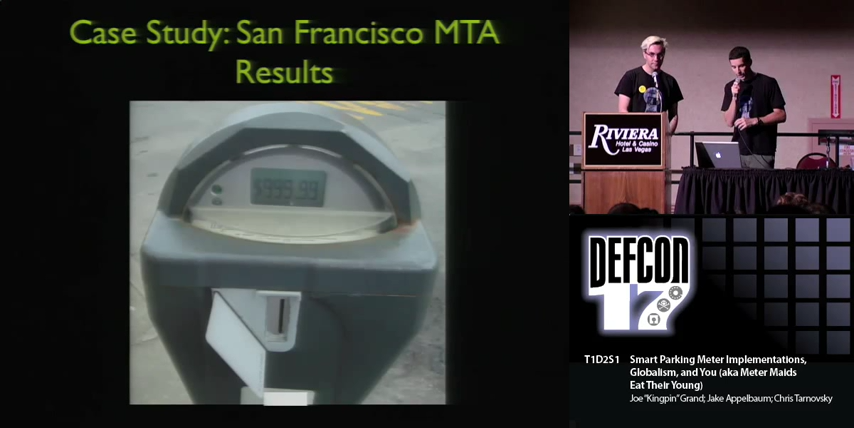 Case Study: San Francisco MTA
Results
$999.99
RIVIERA
Hotel & Casino
Las Vegas
DEFCON
17
T1D2S1 Smart Parking Meter Implementations,
Globalism, and You (aka Meter Maids
Eat Their Young)
Joe "Kingpin" Grand; Jake Appelbaum; Chris Tarnovsky